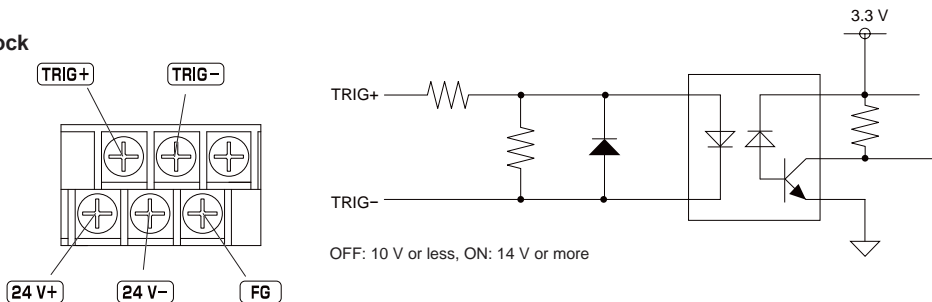 ock
TRIG+
TRIG−
24 V+
24 V−
FG
3.3 V
TRIG+
TRIG−
OFF: 10 V or less, ON: 14 V or more